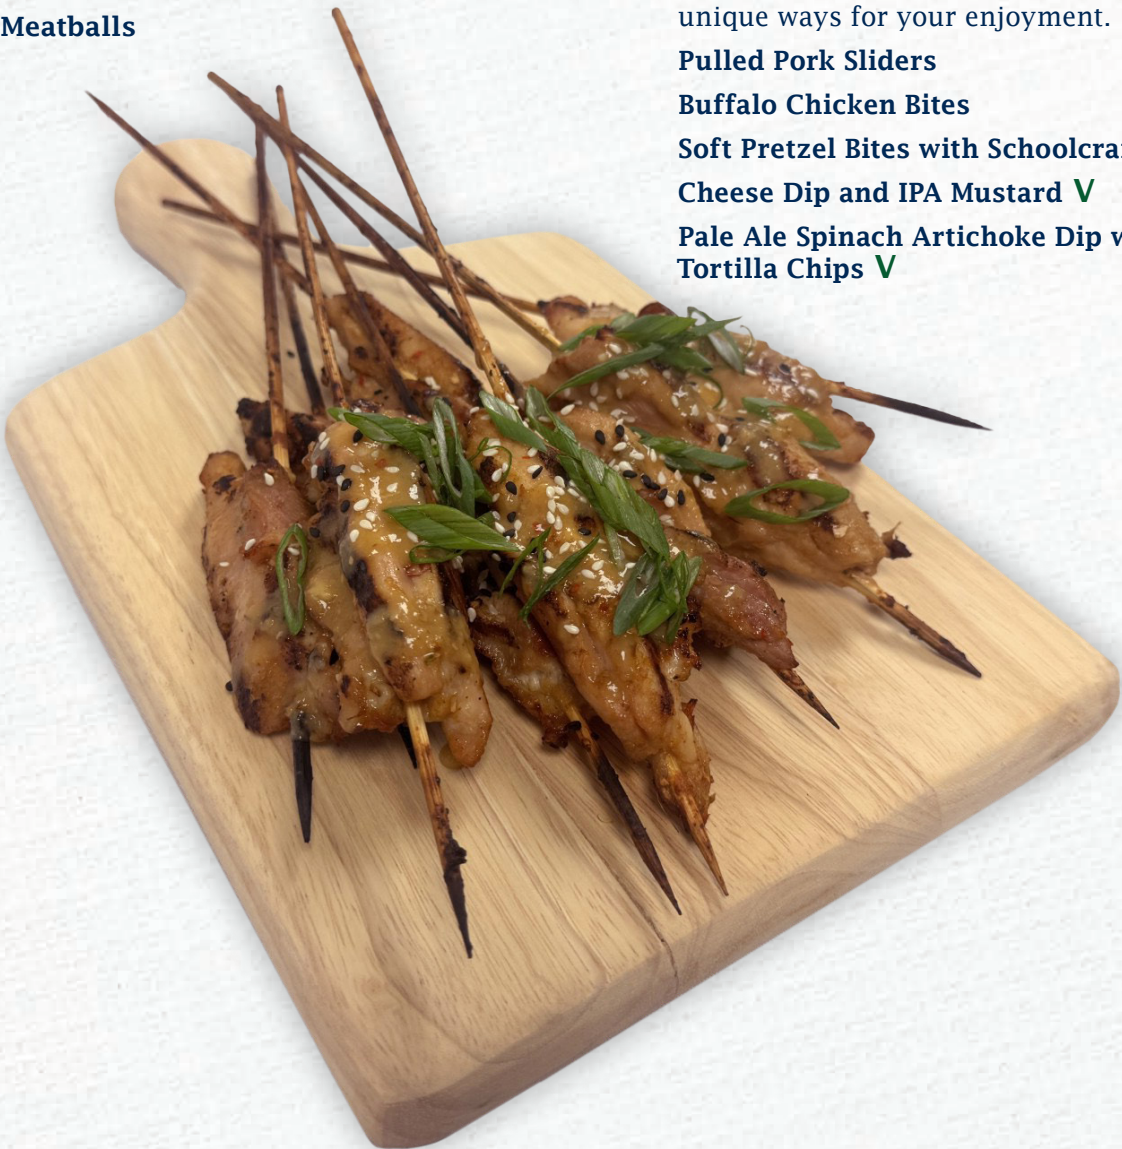 Meatballs
unique ways for your enjoyment.
Pulled Pork Sliders
Buffalo Chicken Bites
Soft Pretzel Bites with
Cheese Dip and IPA Mustard V
Pale Ale Spinach Artichoke Dip
Tortilla Chips V